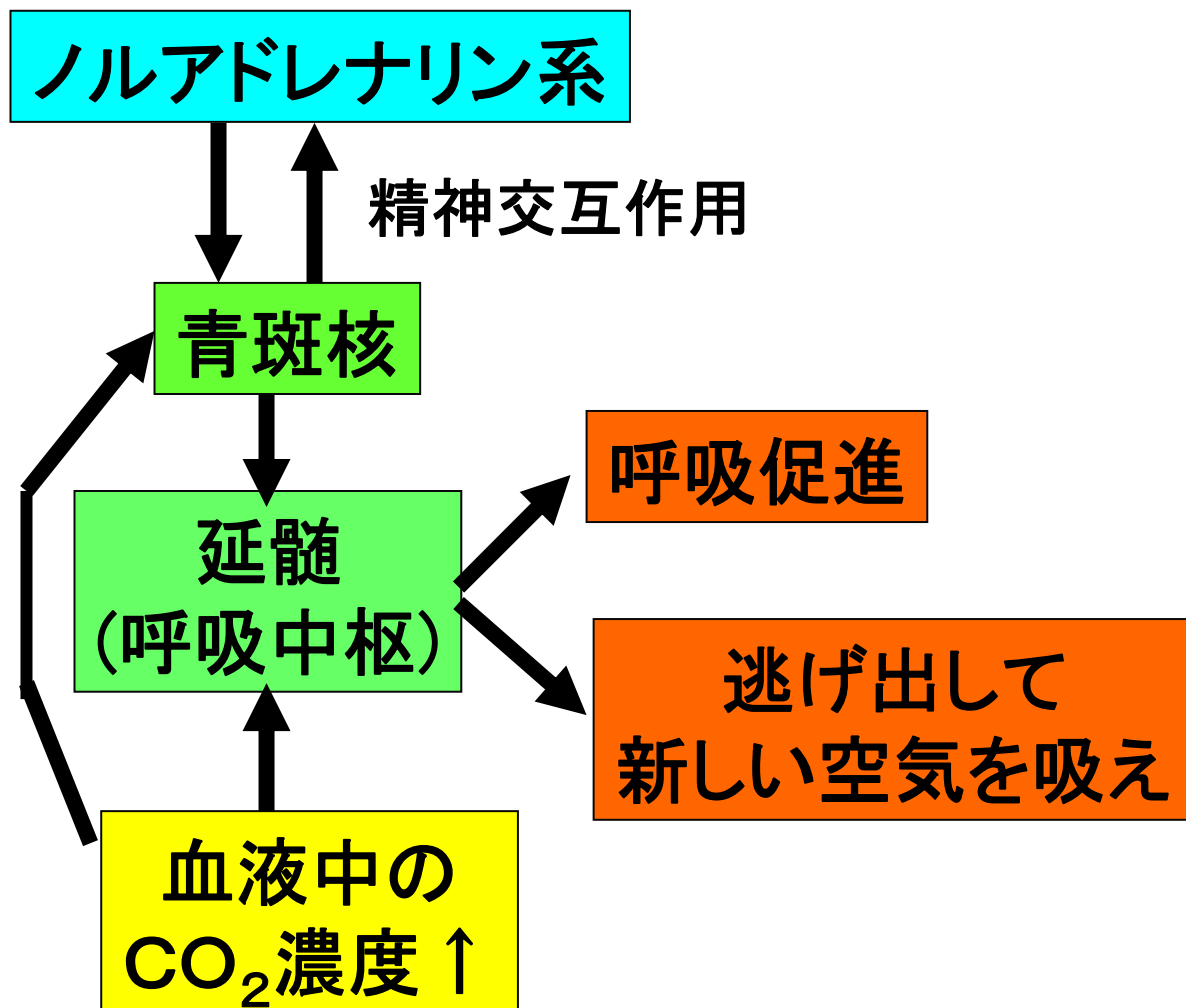 ノルアドレナリン系
精神交互作用
青斑核
呼吸促進
延髄
(呼吸中枢)
逃げ出して
新しい空気を吸え
血液中の
CO₂濃度↑